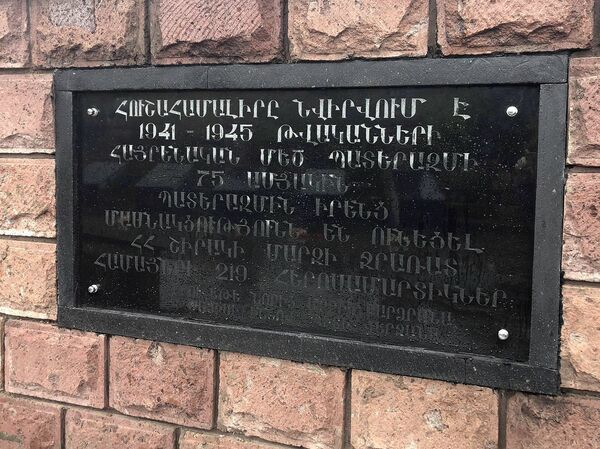 ՀՈՒՇԱՀԱՄԱԼԻՐԸ ՆՎԻՐՎՈՒՄ Է
1941 - 1945 ԹՎԱԿԱՆՆԵՐԻ
ՀԱՅՐԵՆԱԿԱՆ ՄԵԾ ՊԱՏԵՐԱԶՄԻ
75 ԱՄՅԱԿԻՆ
ՊԱՏԵՐԱԶՄԻՆ ԻՐԵՆՑ
ՄԱՍՆԱԿՑՈՒԹՅՈՒՆՆ ԵՆ ՈՒՆԵՑԵԼ
ՀՀ ՇԻՐԱԿԻ ՄԱՐԶԻ ՋՐԱՌԱՏ
ՀԱՄԱՅՆՔԻ 219 ՀԵՐՈՍԱՄԱՐՏԻԿՆԵՐ